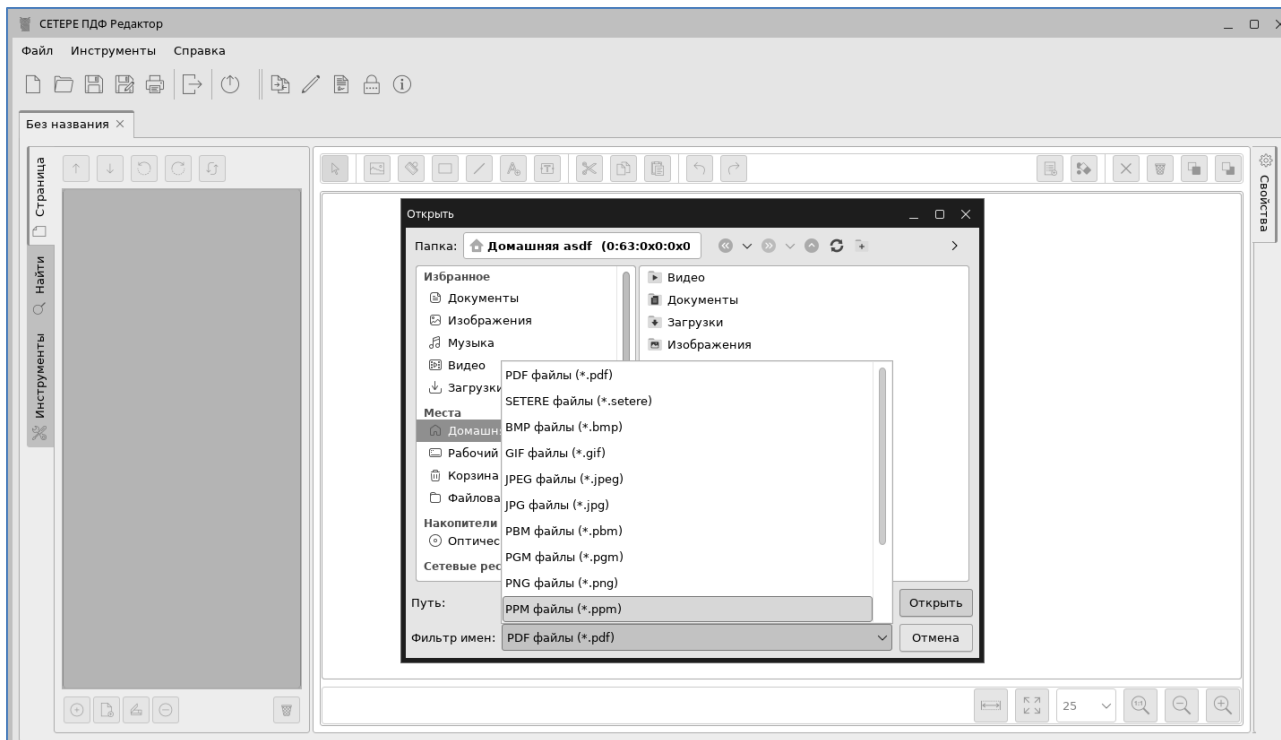 СЕТЕРЕ ПДФ Редактор
Файл Инструменты Справка
Без названия
Страница
Найти
Инструменты
Свойства
Открыть
Папка: Домашняя asdf (0:63:0x0:0x0
Избранное
Документы
Изображения
Музыка
Видео
Загрузки
Места
Домашн
Рабочий
Корзина
Файлова
Накопители
Оптичес
Сетевые рес
Видео
Документы
Загрузки
Изображения
PDF файлы (*.pdf)
SETERE файлы (*.setere)
BMP файлы (*.bmp)
GIF файлы (*.gif)
JPEG файлы (*.jpeg)
JPG файлы (*.jpg)
PBM файлы (*.pbm)
PGM файлы (*.pgm)
PNG файлы (*.png)
PPM файлы (*.ppm)
Путь:
Открыть
Фильтр имен: PDF файлы (*.pdf)
Отмена
25
1:1